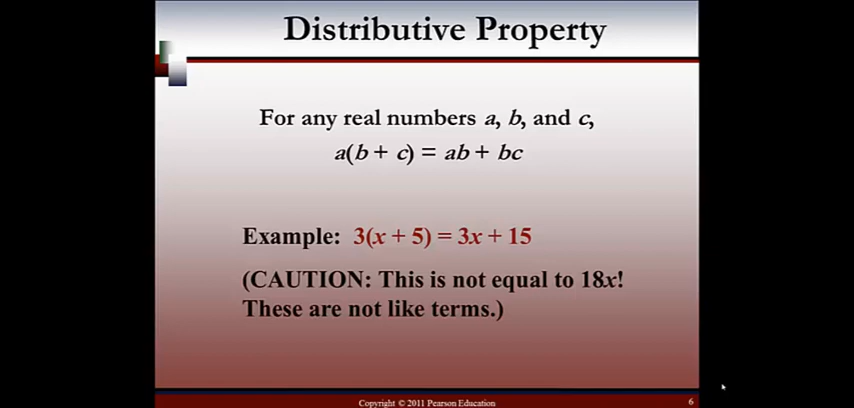 Distributive Property
For any real numbers a, b, and c,
a(b + c) = ab + bc
Example: 3(x + 5) = 3x + 15
(CAUTION: This is not equal to 18x!
These are not like terms.)
Copyright © 2011 Pearson Education
6